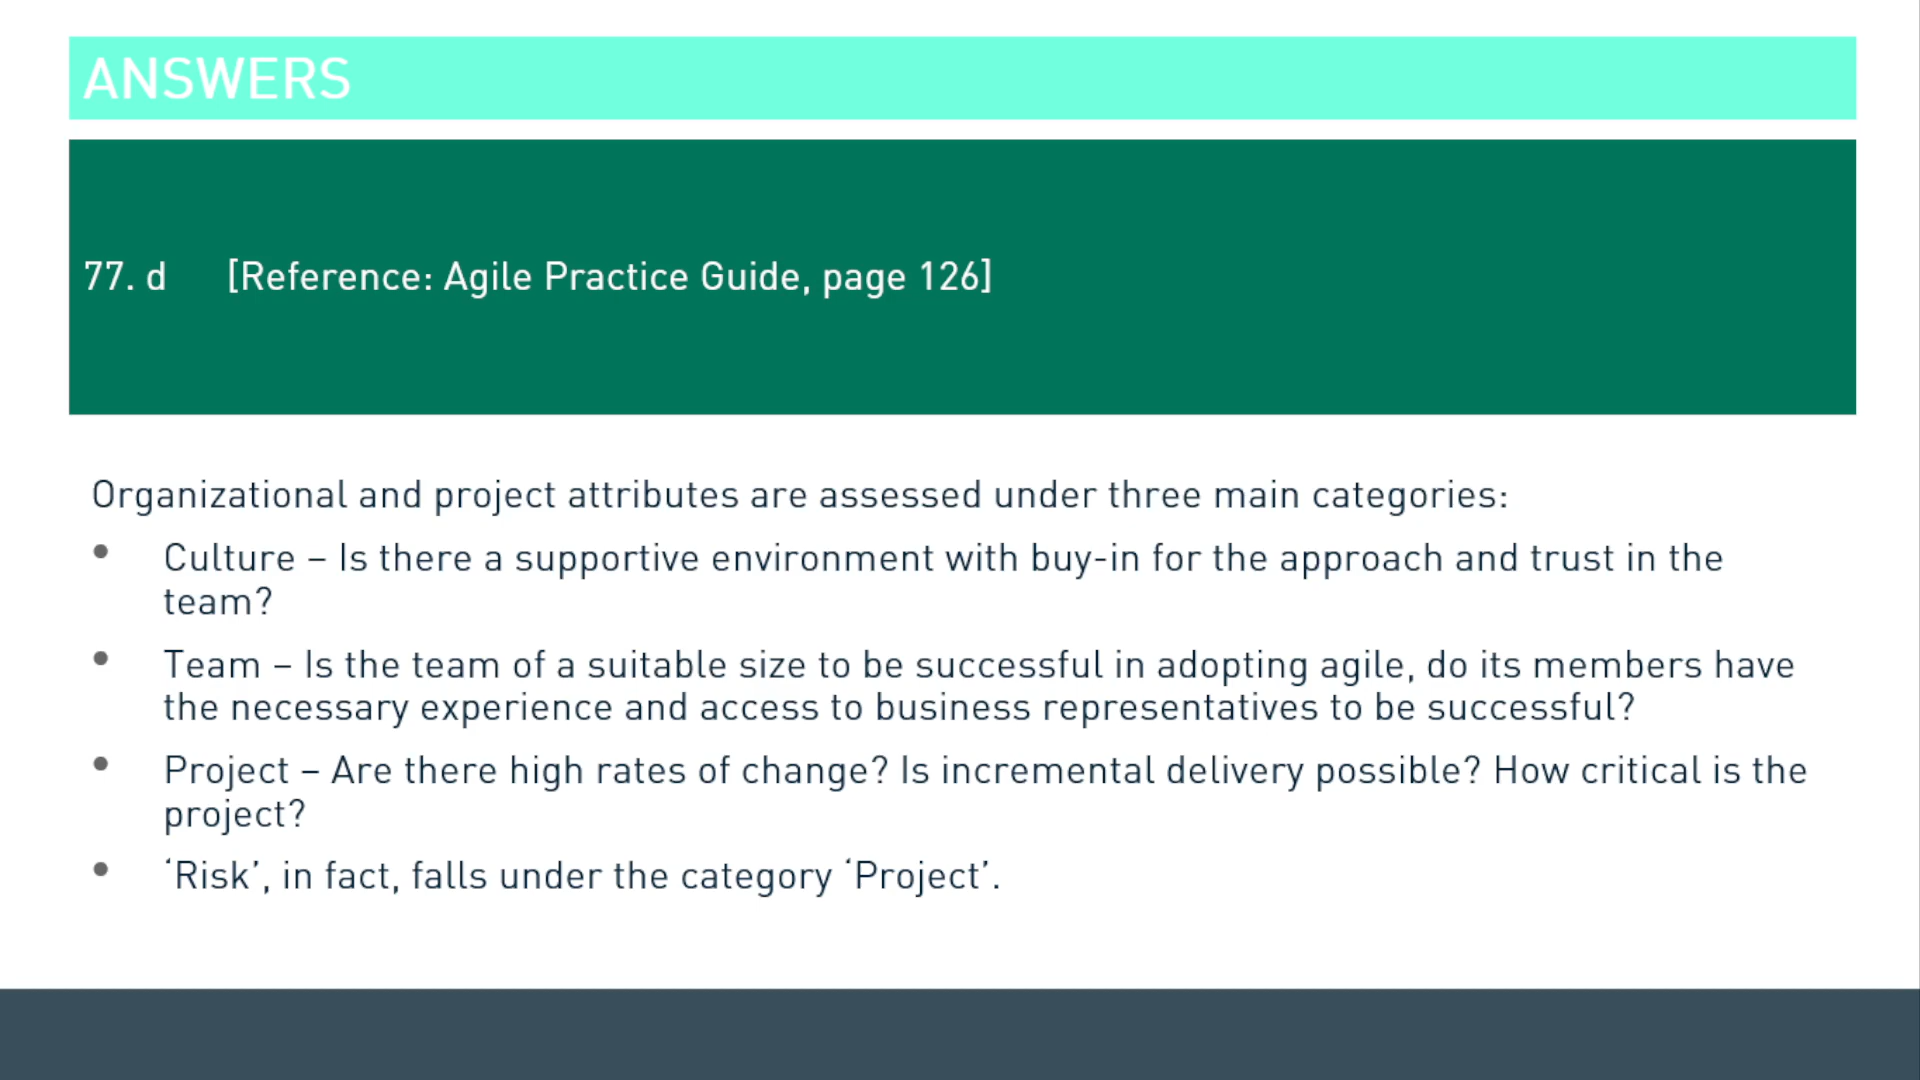 ANSWERS
77. d [Reference: Agile Practice Guide, page 126]
Organizational and project attributes are assessed under three main categories:
• Culture – Is there a supportive environment with buy-in for the approach and trust in the
team?
• Team – Is the team of a suitable size to be successful in adopting agile, do its members have
the necessary experience and access to business representatives to be successful?
• Project – Are there high rates of change? Is incremental delivery possible? How critical is the
project?
• ‘Risk’, in fact, falls under the category ‘Project’.